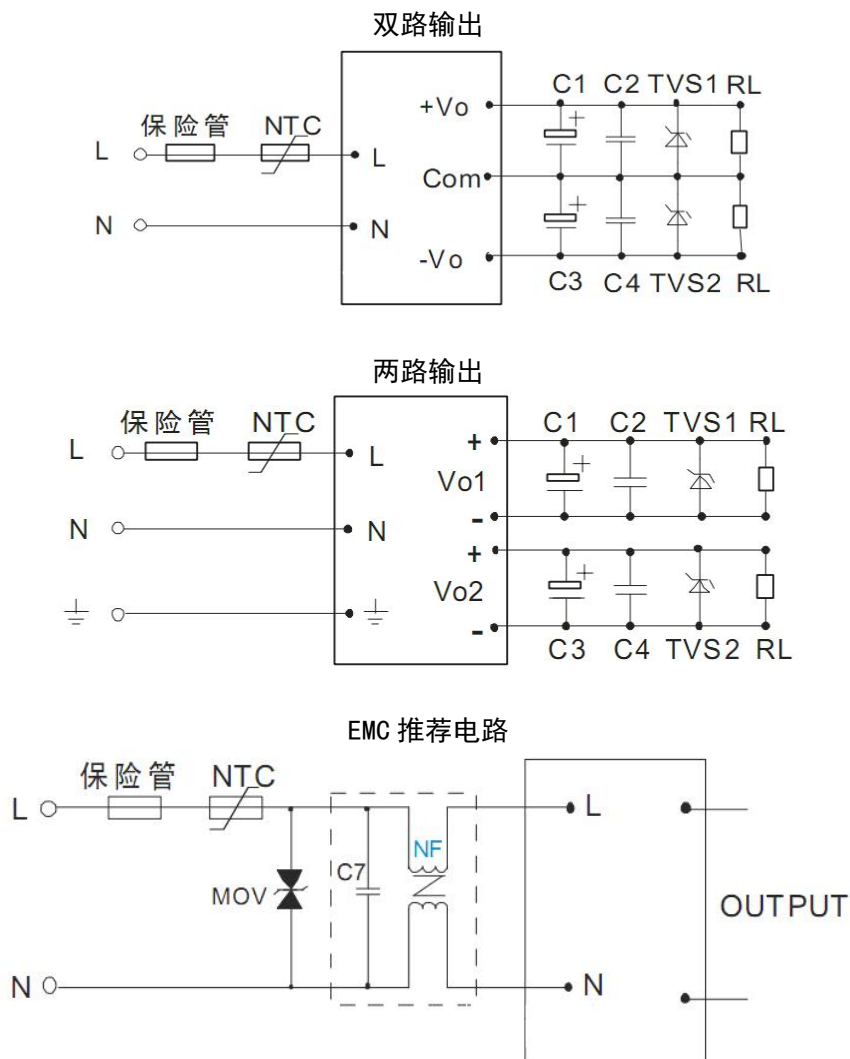 双路输出
C1 C2 TVS1 RL
+Vo
保险管 NTC
L L
Com
N N
-Vo
C3 C4 TVS2 RL
两路输出
保险管 NTC C1 C2 TVS1 RL
L L +
Vo1
N N -
+
Vo2
-
C3 C4 TVS2 RL
EMC 推荐电路
保险管 NTC
L L
NF
C7
MOV
OUTPUT
N N